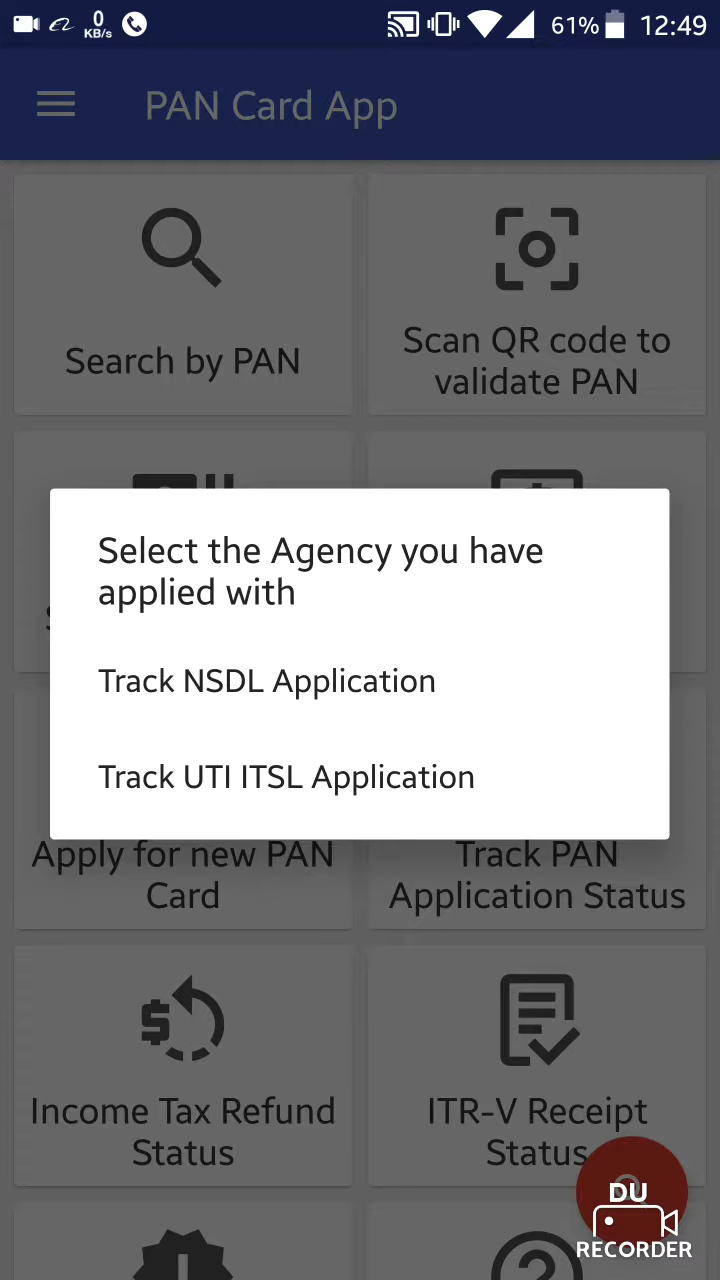 0
KB/s
61%
12:49
PAN Card App
Search by PAN
Scan QR code to
validate PAN
Select the Agency you have
applied with
Track NSDL Application
Track UTI ITSL Application
Apply for new PAN
Card
Track PAN
Application Status
Income Tax Refund
Status
ITR-V Receipt
Status
DU
RECORDER